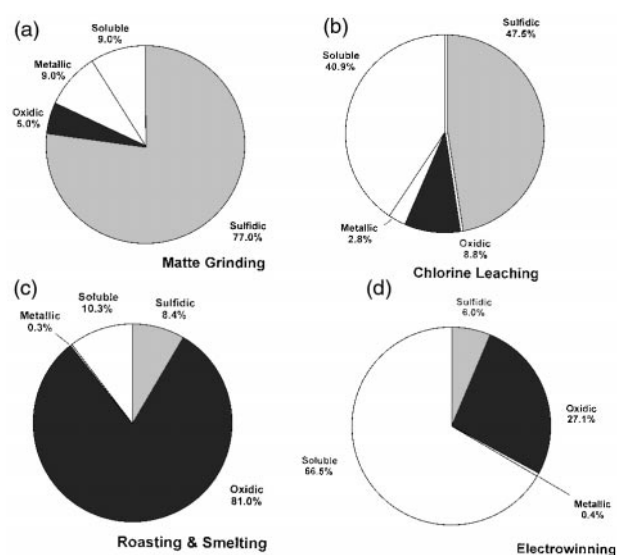 (a)
Soluble
9.0%
Metallic
9.0%
Oxidic
5.0%
Sulfidic
77.0%
Matte Grinding
(b)
Sulfidic
47.5%
Soluble
40.9%
Metallic
2.8%
Oxidic
8.8%
Chlorine Leaching
(c)
Soluble
10.3%
Sulfidic
8.4%
Metallic
0.3%
Oxidic
81.0%
Roasting & Smelting
(d)
Sulfidic
6.0%
Oxidic
27.1%
Soluble
66.5%
Metallic
0.4%
Electrowinning